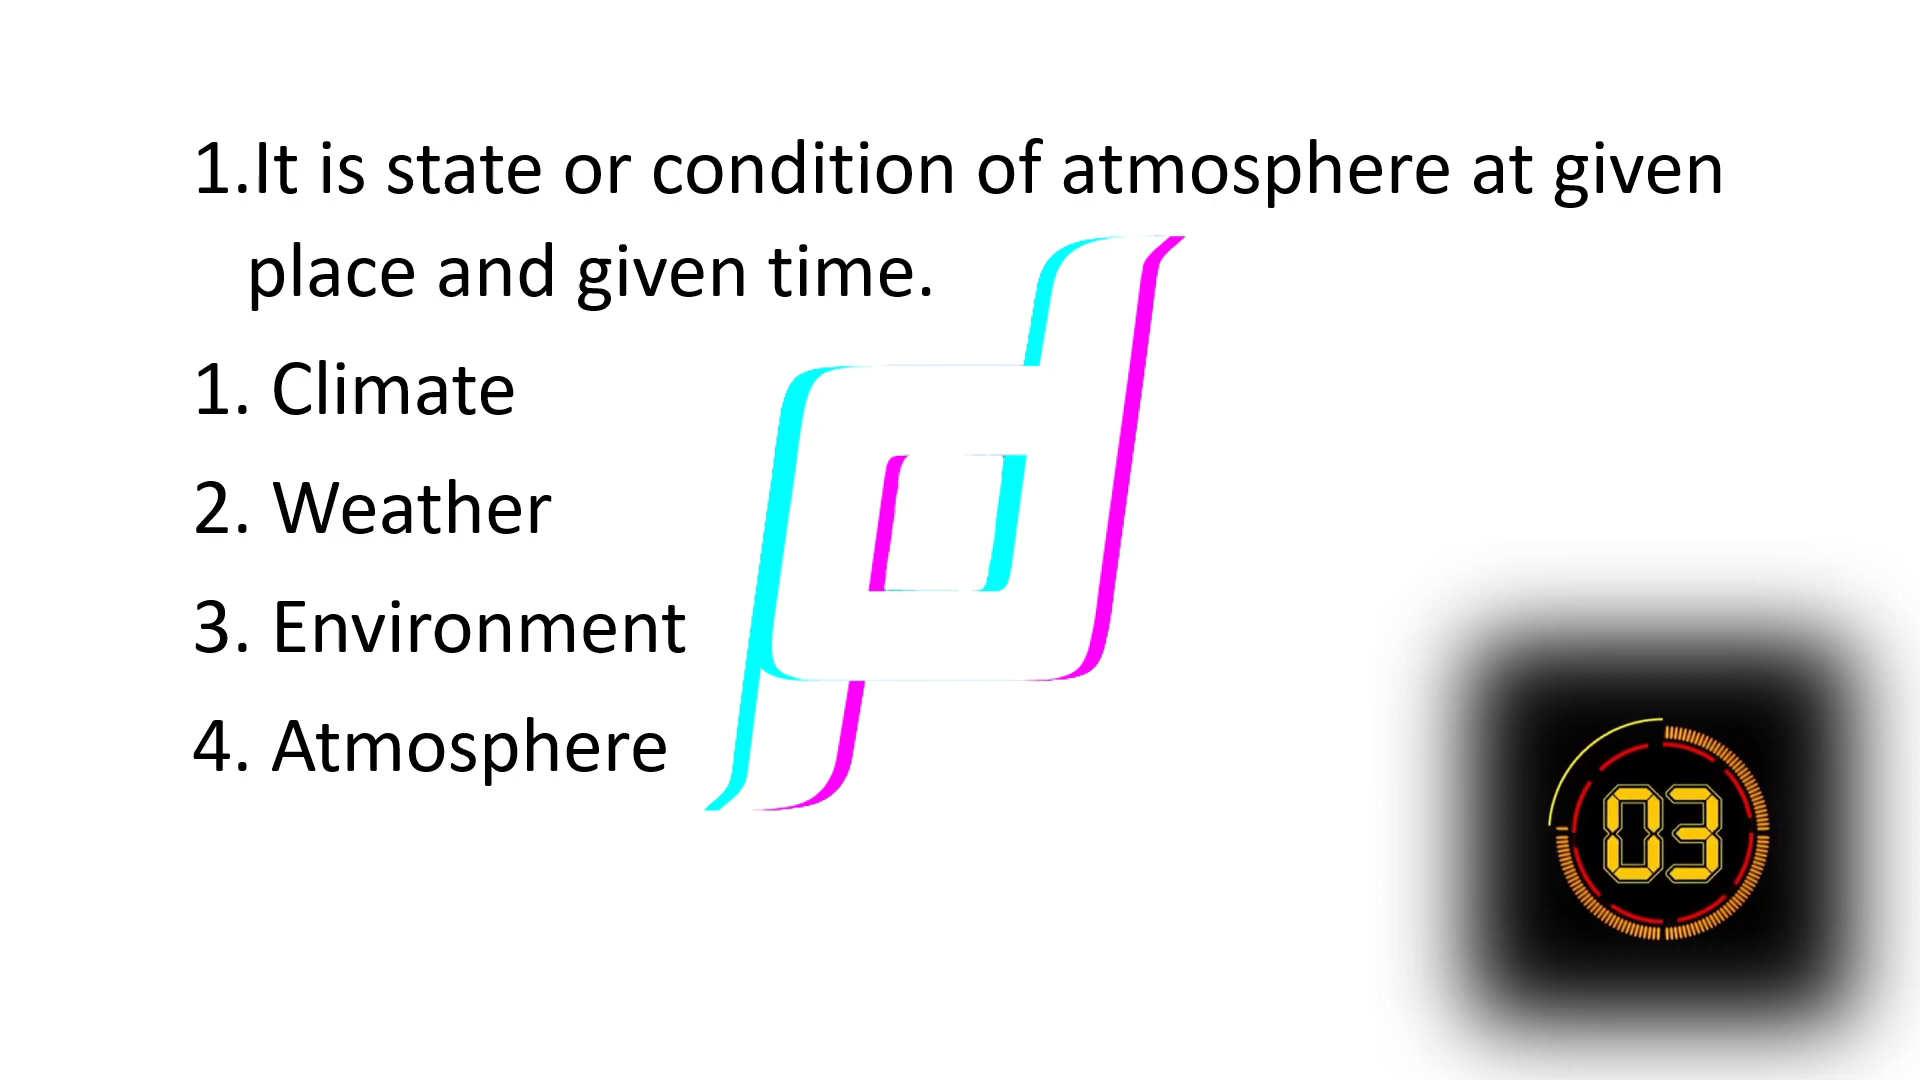 1.It is state or condition of atmosphere at given
place and given time.
1. Climate
2. Weather
3. Environment
4. Atmosphere
03